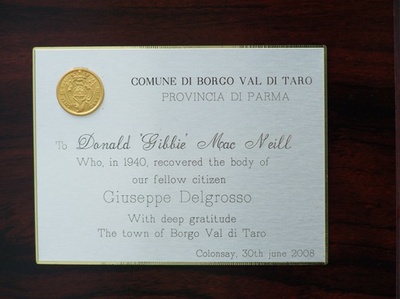 COMUNE DI BORGO VAL DI TARO
PROVINCIA DI PARMA
To Donald 'Gibbie' Mac Neill
Who, in 1940, recovered the body of
our fellow citizen
Giuseppe Delgrosso
With deep gratitude
The town of Borgo Val di Taro
Colonsay, 30th june 2008